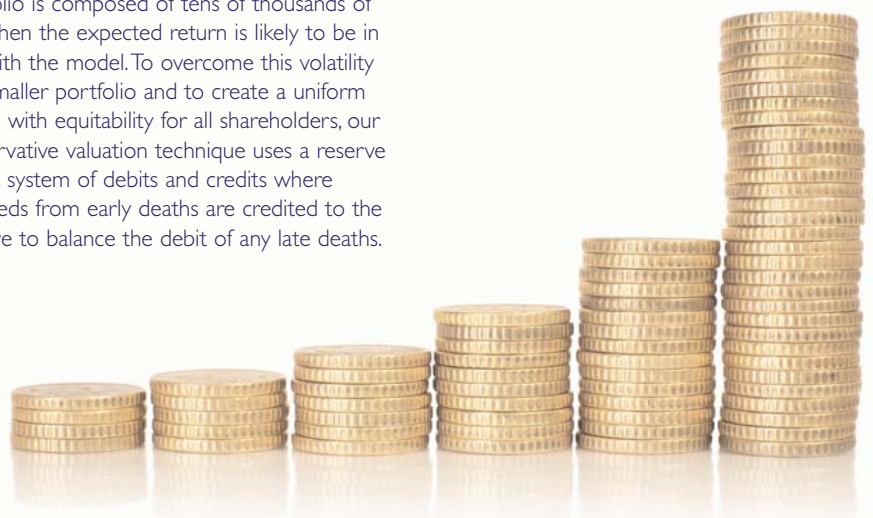 olio is composed of tens of thousands of
hen the expected return is likely to be in
ith the model. To overcome this volatility
maller portfolio and to create a uniform
with equitability for all shareholders, our
rvative valuation technique uses a reserve
system of debits and credits where
eds from early deaths are credited to the
ve to balance the debit of any late deaths.